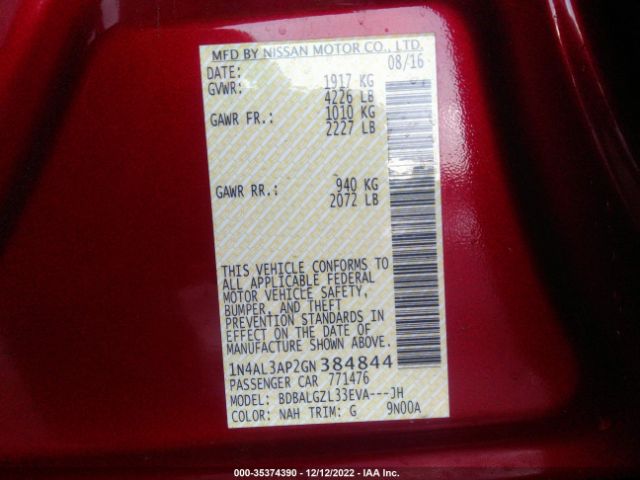 MFD BY NISSAN MOTOR CO., LTD.
DATE: 08/16
GVWR: 1917 KG
4226 LB
GAWR FR.: 1010 KG
2227 LB
GAWR RR.: 940 KG
2072 LB
THIS VEHICLE CONFORMS TO
ALL APPLICABLE FEDERAL
MOTOR VEHICLE SAFETY,
BUMPER, AND THEFT
PREVENTION STANDARDS IN
EFFECT ON THE DATE OF
MANUFACTURE SHOWN ABOVE.
1N4AL3AP2GN384844
PASSENGER CAR 771476
MODEL: BDBALGZL33EVA---JH
COLOR: NAH TRIM: G 9N00A
000-35374390 - 12/12/2022 - IAA Inc.